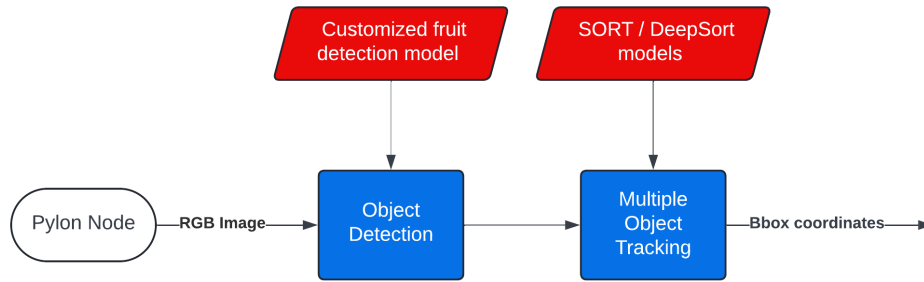 Customized fruit
detection model
SORT / DeepSort
models
Pylon Node
RGB Image
Object
Detection
Multiple
Object
Tracking
Bbox coordinates